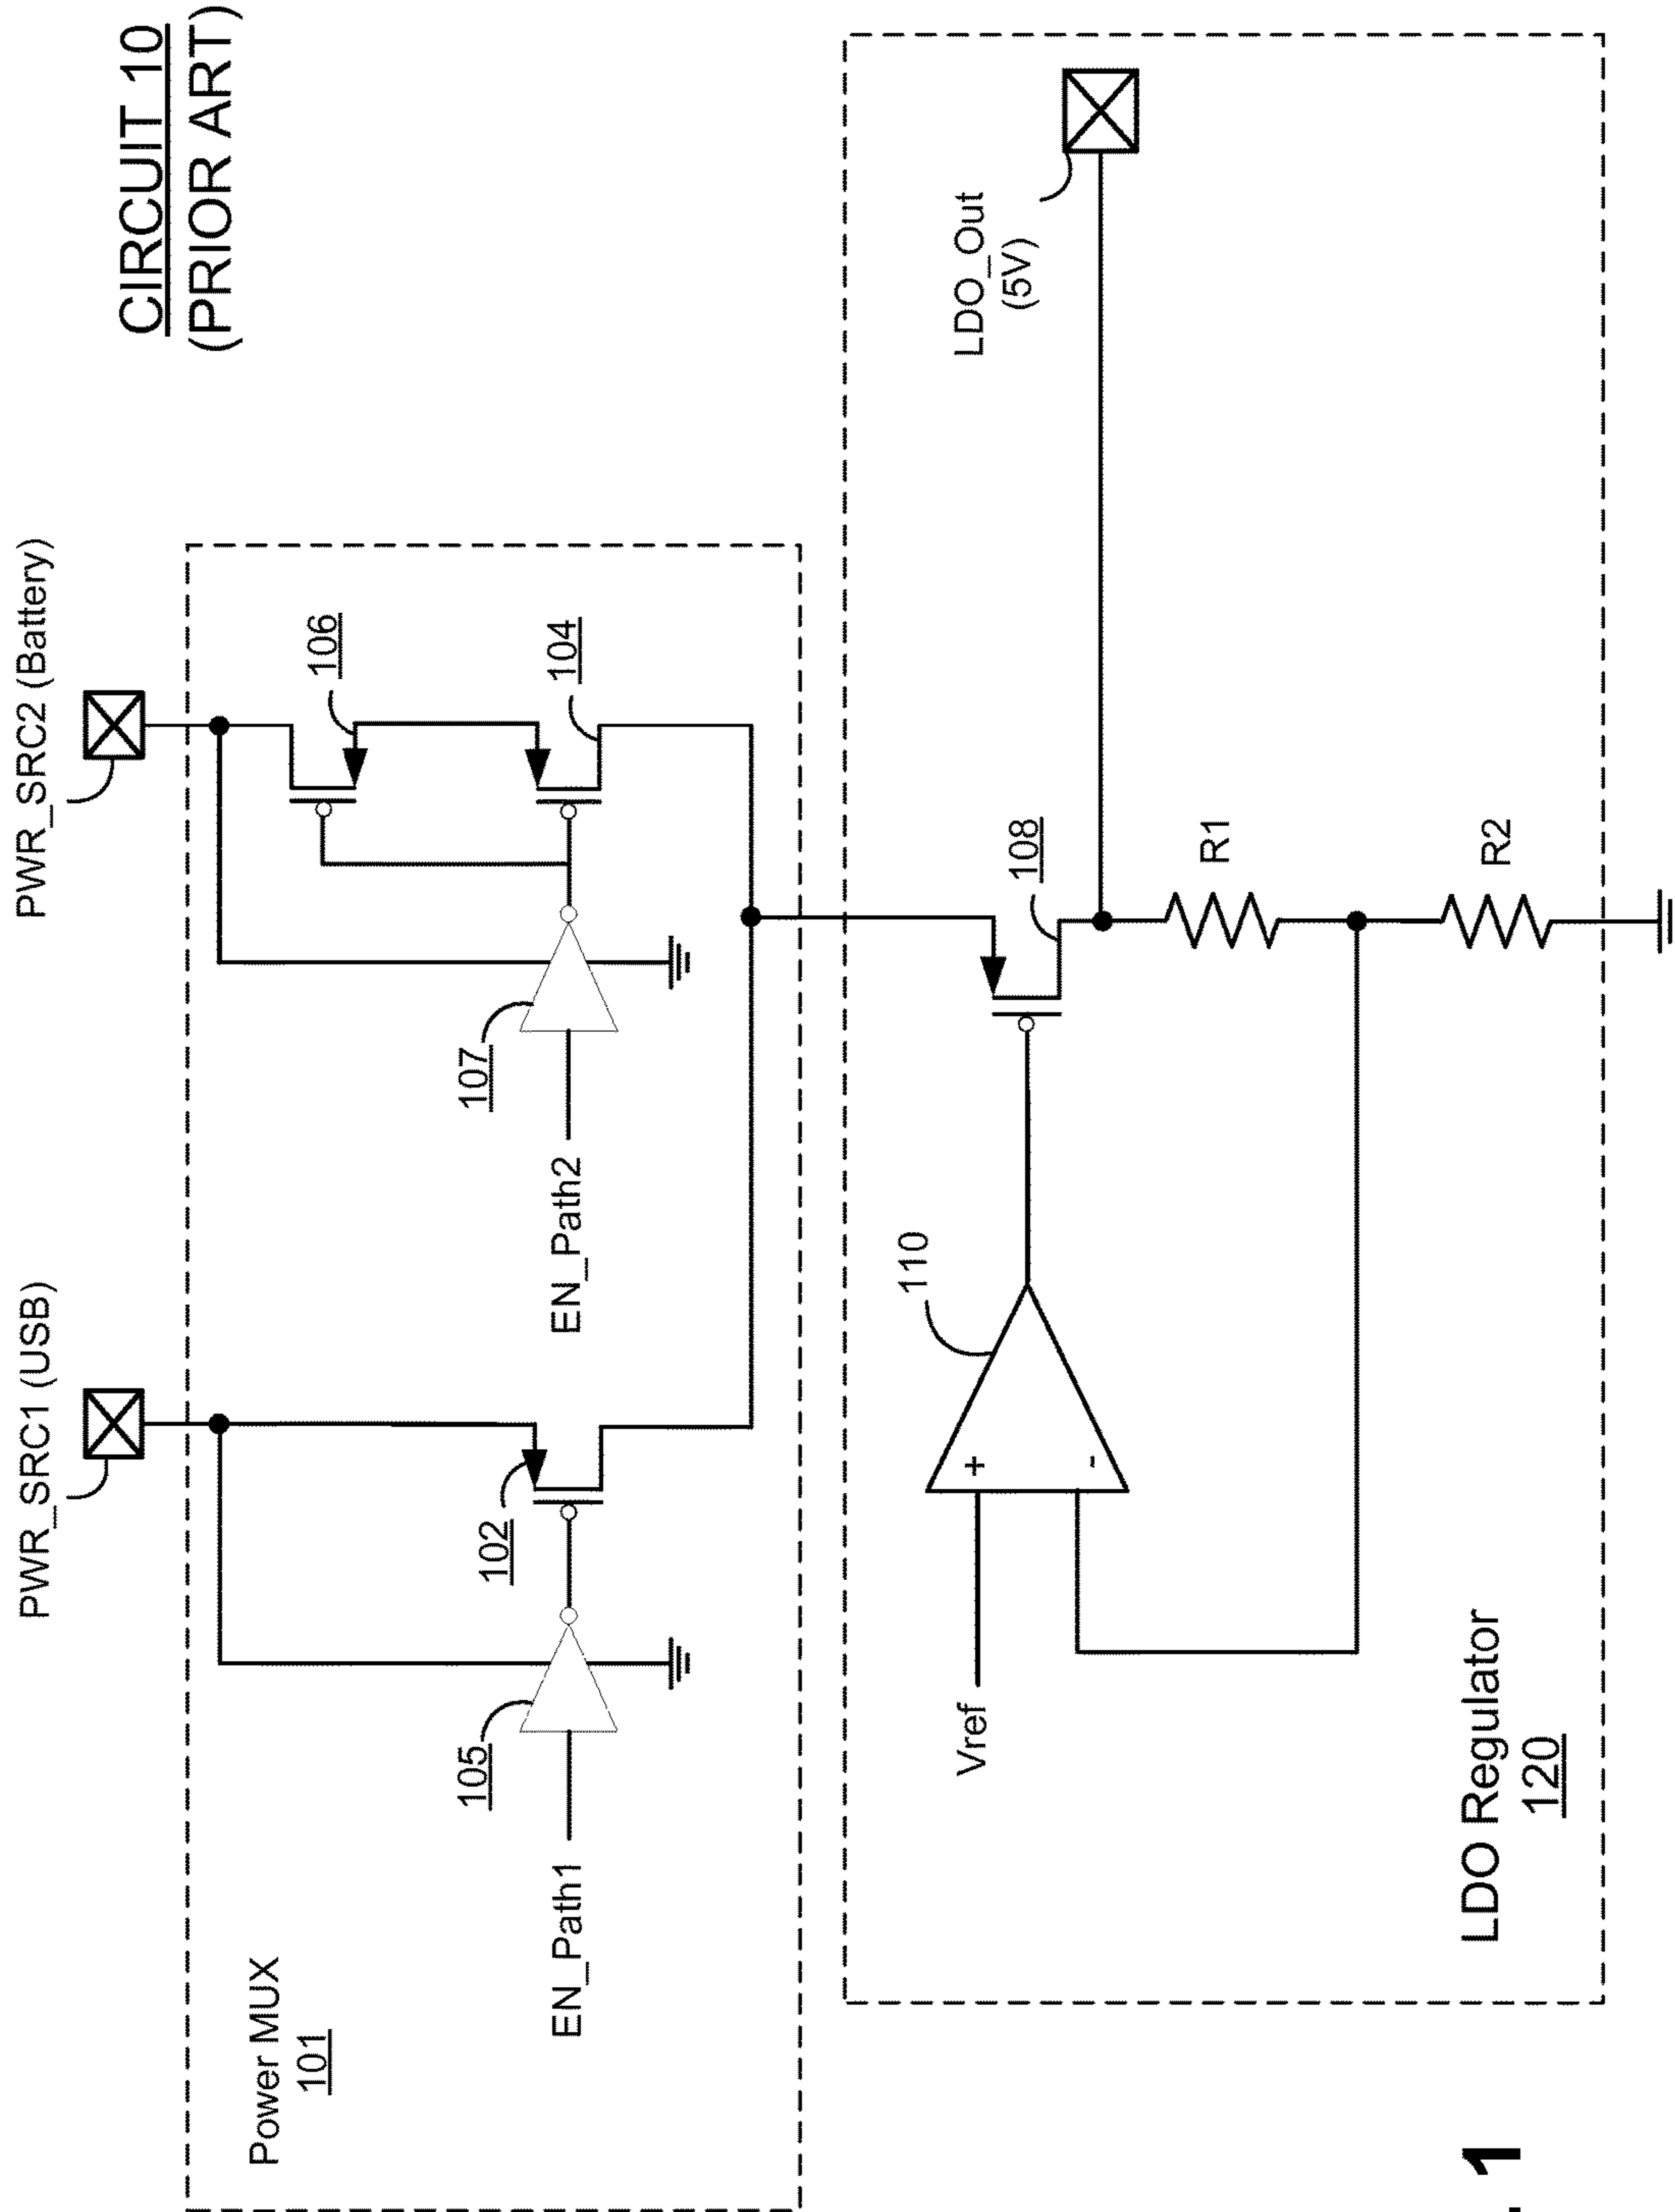 CIRCUIT 10
(PRIOR ART)
PWR_SRC1 (USB)
PWR_SRC2 (Battery)
Power MUX
101
EN_Path1
105
102
EN_Path2
107
106
104
LDO_Out
(5V)
Vref
+
-
110
108
R1
R2
LDO Regulator
120
. 1